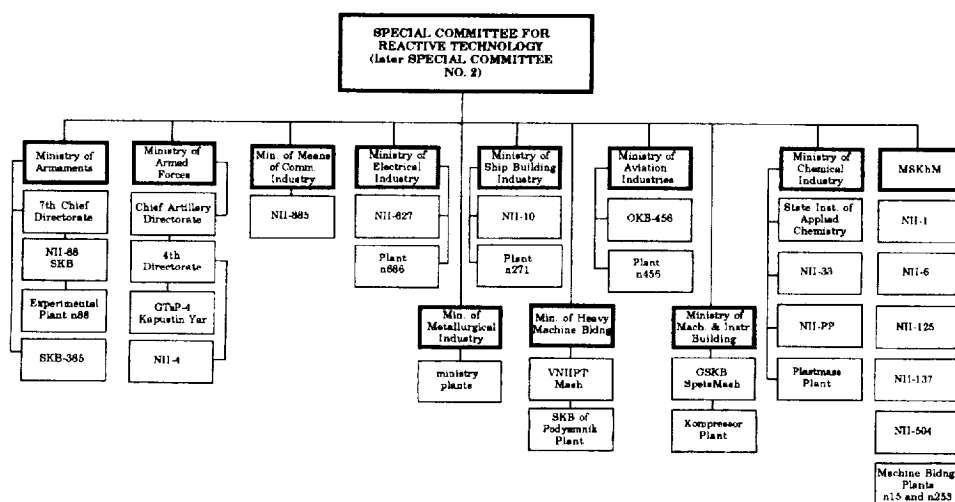 SPECIAL COMMITTEE FOR
REACTIVE TECHNOLOGY
(later SPECIAL COMMITTEE
NO. 2)
Ministry of
Armaments
7th Chief
Directorate
NII-88
SKB
Experimental
Plant n88
SKB-385
Ministry of
Armed
Forces
Chief Artillery
Directorate
4th
Directorate
GTsP-4
Kapustin Yar
NII-4
Min. of Means
of Comm.
Industry
NII-885
Ministry of
Electrical
Industry
NII-627
Plant
n686
Ministry of
Ship Building
Industry
NII-10
Plant
n271
Ministry of
Aviation
Industries
OKB-456
Plant
n456
Ministry of
Chemical
Industry
State Inst. of
Applied
Chemistry
NII-33
NII-PP
Plastmass
Plant
MSKhM
NII-1
NII-6
NII-125
NII-137
NII-504
Machine Bldng
Plants
n15 and n253
Min. of
Metallurgical
Industry
ministry
plants
Min. of Heavy
Machine Bldng
VNIIPT
Mash
SKB of
Podyemnik
Plant
Ministry of
Mach. & Instr.
Building
GSKB
SpetsMash
Kompressor
Plant